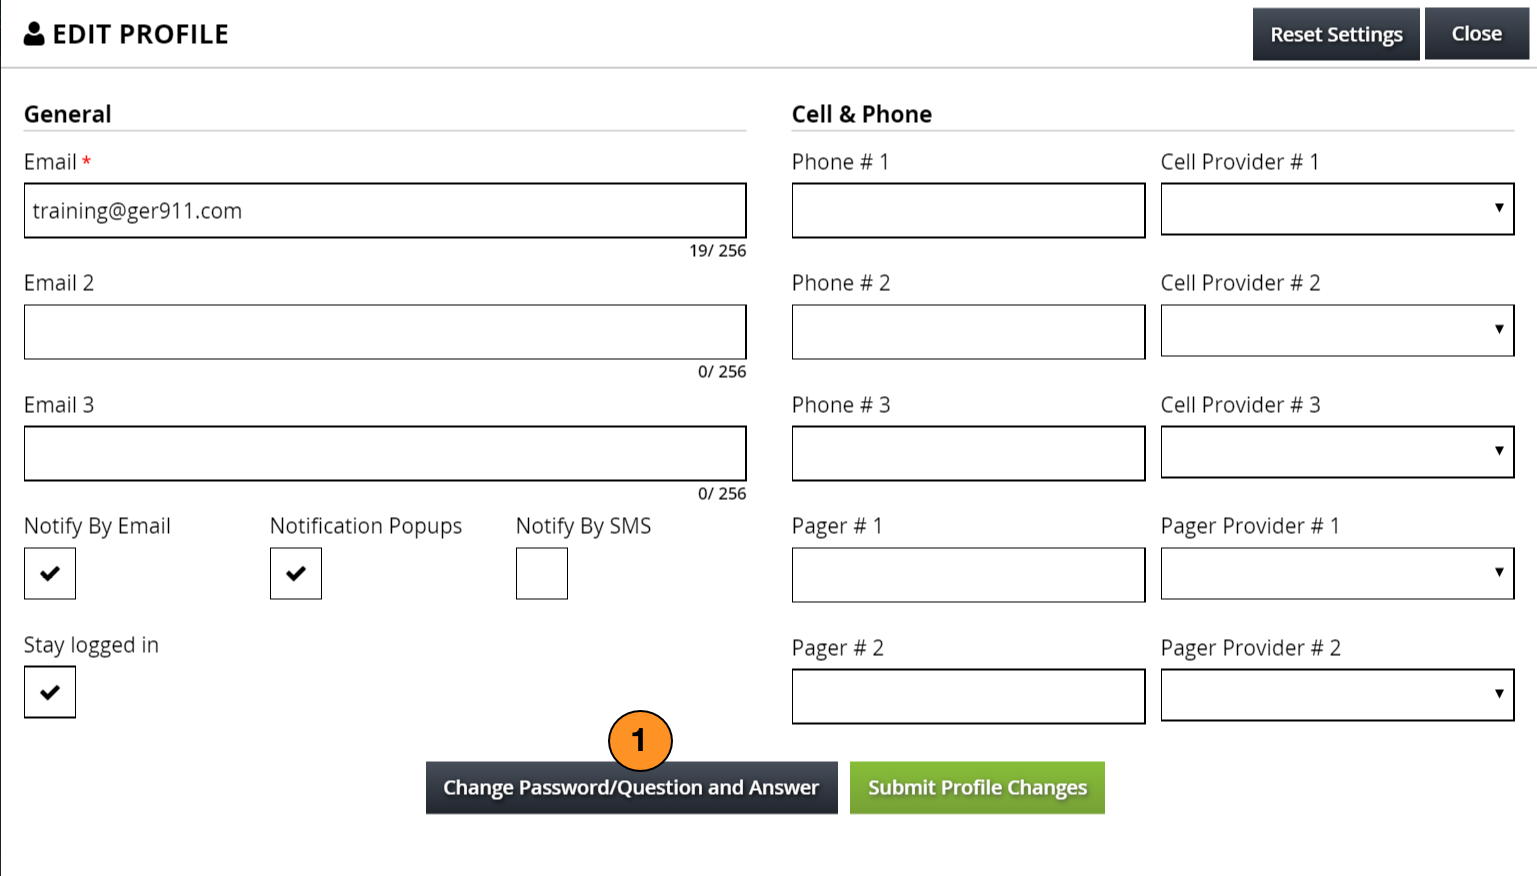 EDIT PROFILE
Reset Settings
Close
General
Email *
training@ger911.com
19/ 256
Email 2
0/ 256
Email 3
0/ 256
Notify By Email Notification Popups Notify By SMS
Stay logged in
Cell & Phone
Phone # 1 Cell Provider # 1
Phone # 2 Cell Provider # 2
Phone # 3 Cell Provider # 3
Pager # 1 Pager Provider # 1
Pager # 2 Pager Provider # 2
1
Change Password/Question and Answer
Submit Profile Changes